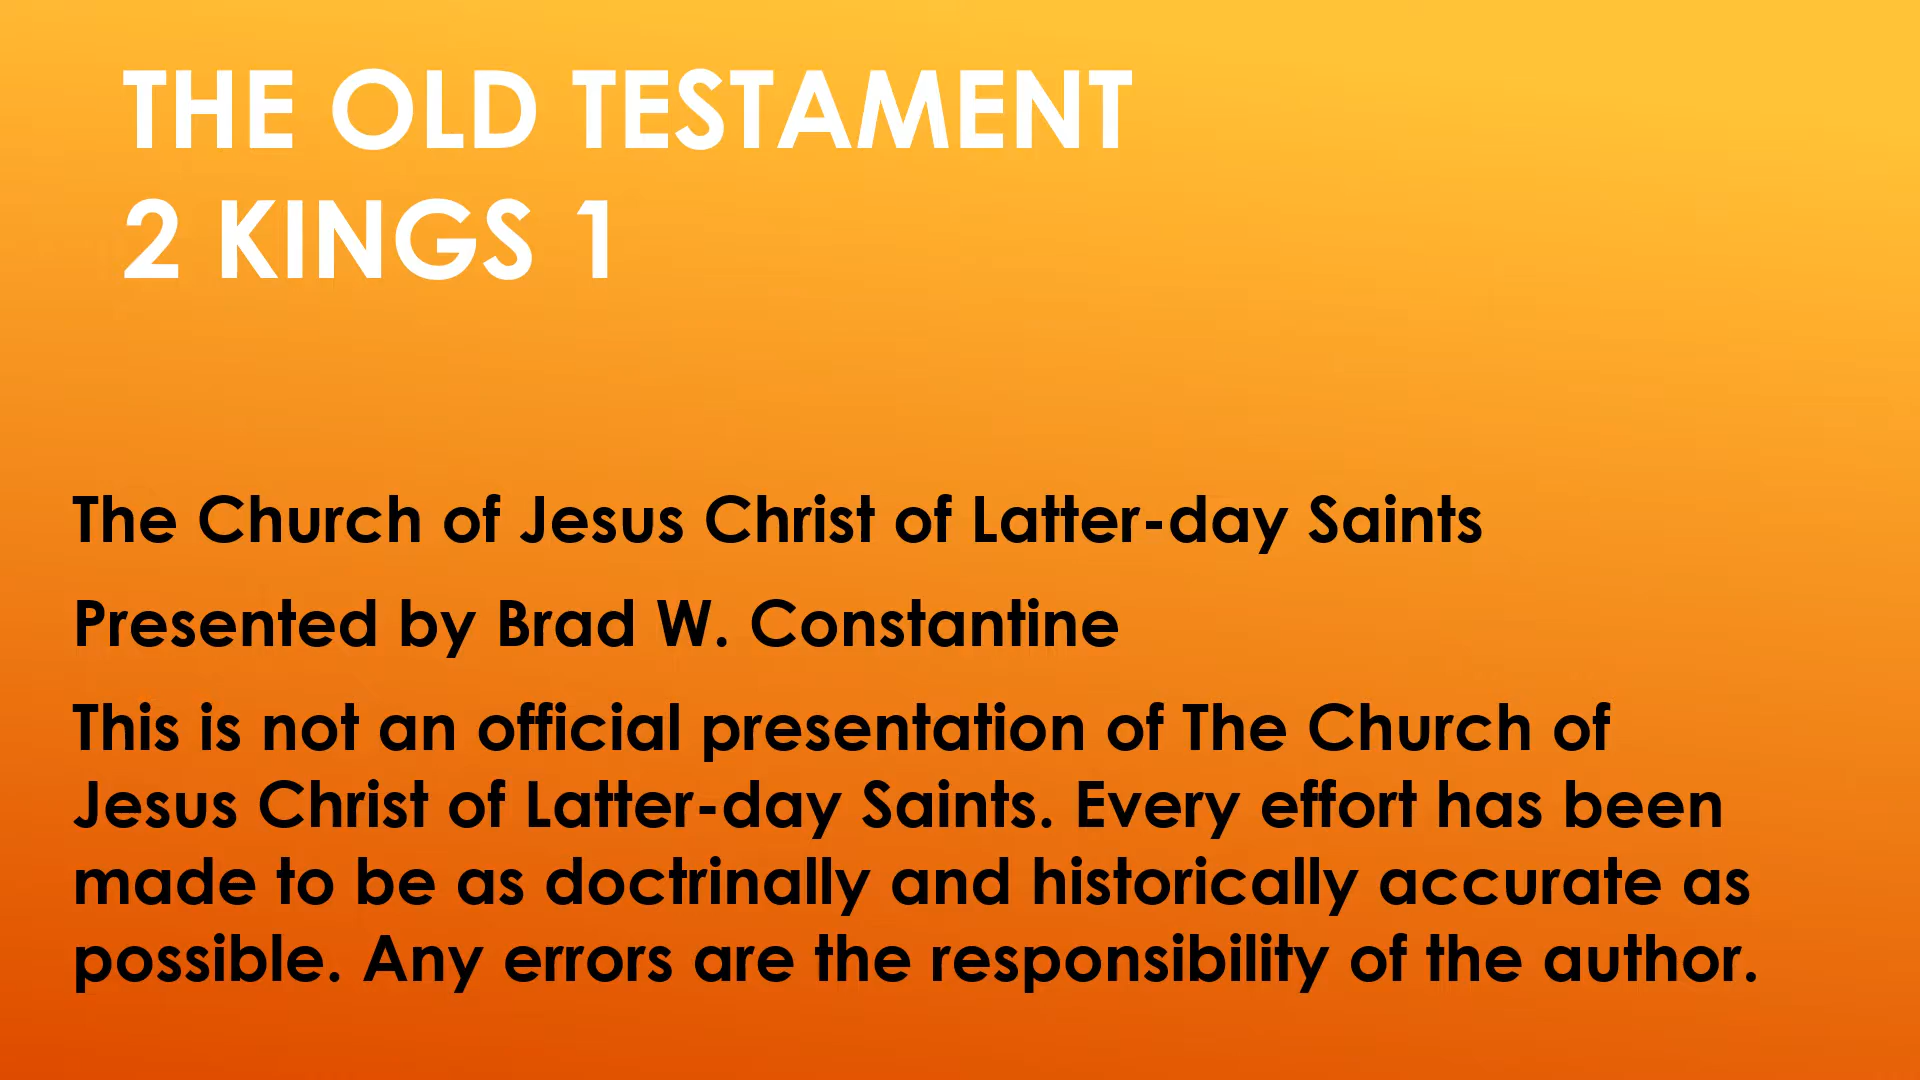 THE OLD TESTAMENT
2 KINGS 1
The Church of Jesus Christ of Latter-day Saints
Presented by Brad W. Constantine
This is not an official presentation of The Church of
Jesus Christ of Latter-day Saints. Every effort has been
made to be as doctrinally and historically accurate as
possible. Any errors are the responsibility of the author.